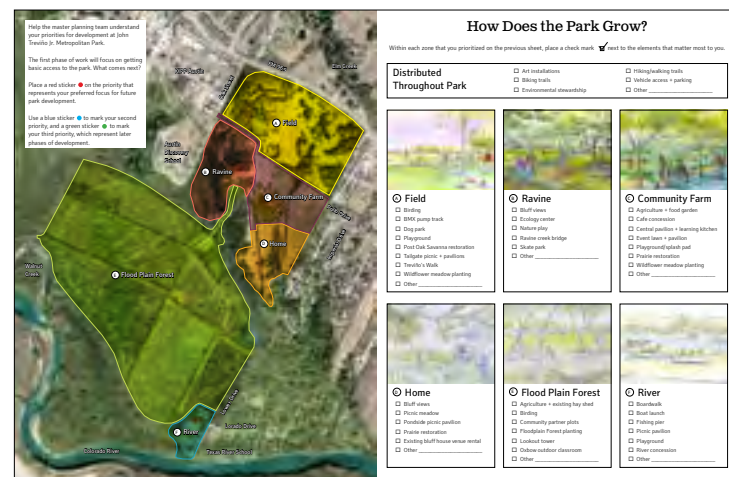 Help the master planning team understand
your priorities for development at John
Treviño Jr. Metropolitan Park.
The first phase of work will focus on getting
basic access to the park. What comes next?
Place a red sticker on the priority that
represents your preferred focus for future
park development.
Use a blue sticker to mark your second
priority, and a green sticker to mark
your third priority, which represent later
phases of development.
Elm Creek
Austin
Discovery
School
A Field
B Ravine
C Community Farm
D Home
Walnut
Creek
E Flood Plain Forest
F River
Colorado River
Texas River School
How Does the Park Grow?
Within each zone that you prioritized on the previous sheet, place a check mark next to the elements that matter most to you.
Distributed
Throughout Park
Art installations
Biking trails
Environmental stewardship
Hiking/walking trails
Vehicle access + parking
Other
A Field
Birding
BMX pump track
Dog park
Playground
Post Oak Savanna restoration
Tailgate picnic + pavilions
Treviño's Walk
Wildflower meadow planting
Other
B Ravine
Bluff views
Ecology center
Nature play
Ravine creek bridge
Skate park
Other
C Community Farm
Agriculture + food garden
Cafe concession
Central pavilion + learning kitchen
Event lawn + pavilion
Playground/splash pad
Prairie restoration
Wildflower meadow planting
Other
D Home
Bluff views
Picnic meadow
Pondside picnic pavilion
Prairie restoration
Existing bluff house venue rental
Other
E Flood Plain Forest
Agriculture + existing hay shed
Birding
Community partner plots
Floodplain Forest planting
Lookout tower
Oxbow outdoor classroom
Other
F River
Boardwalk
Boat launch
Fishing pier
Picnic pavilion
Playground
River concession
Other